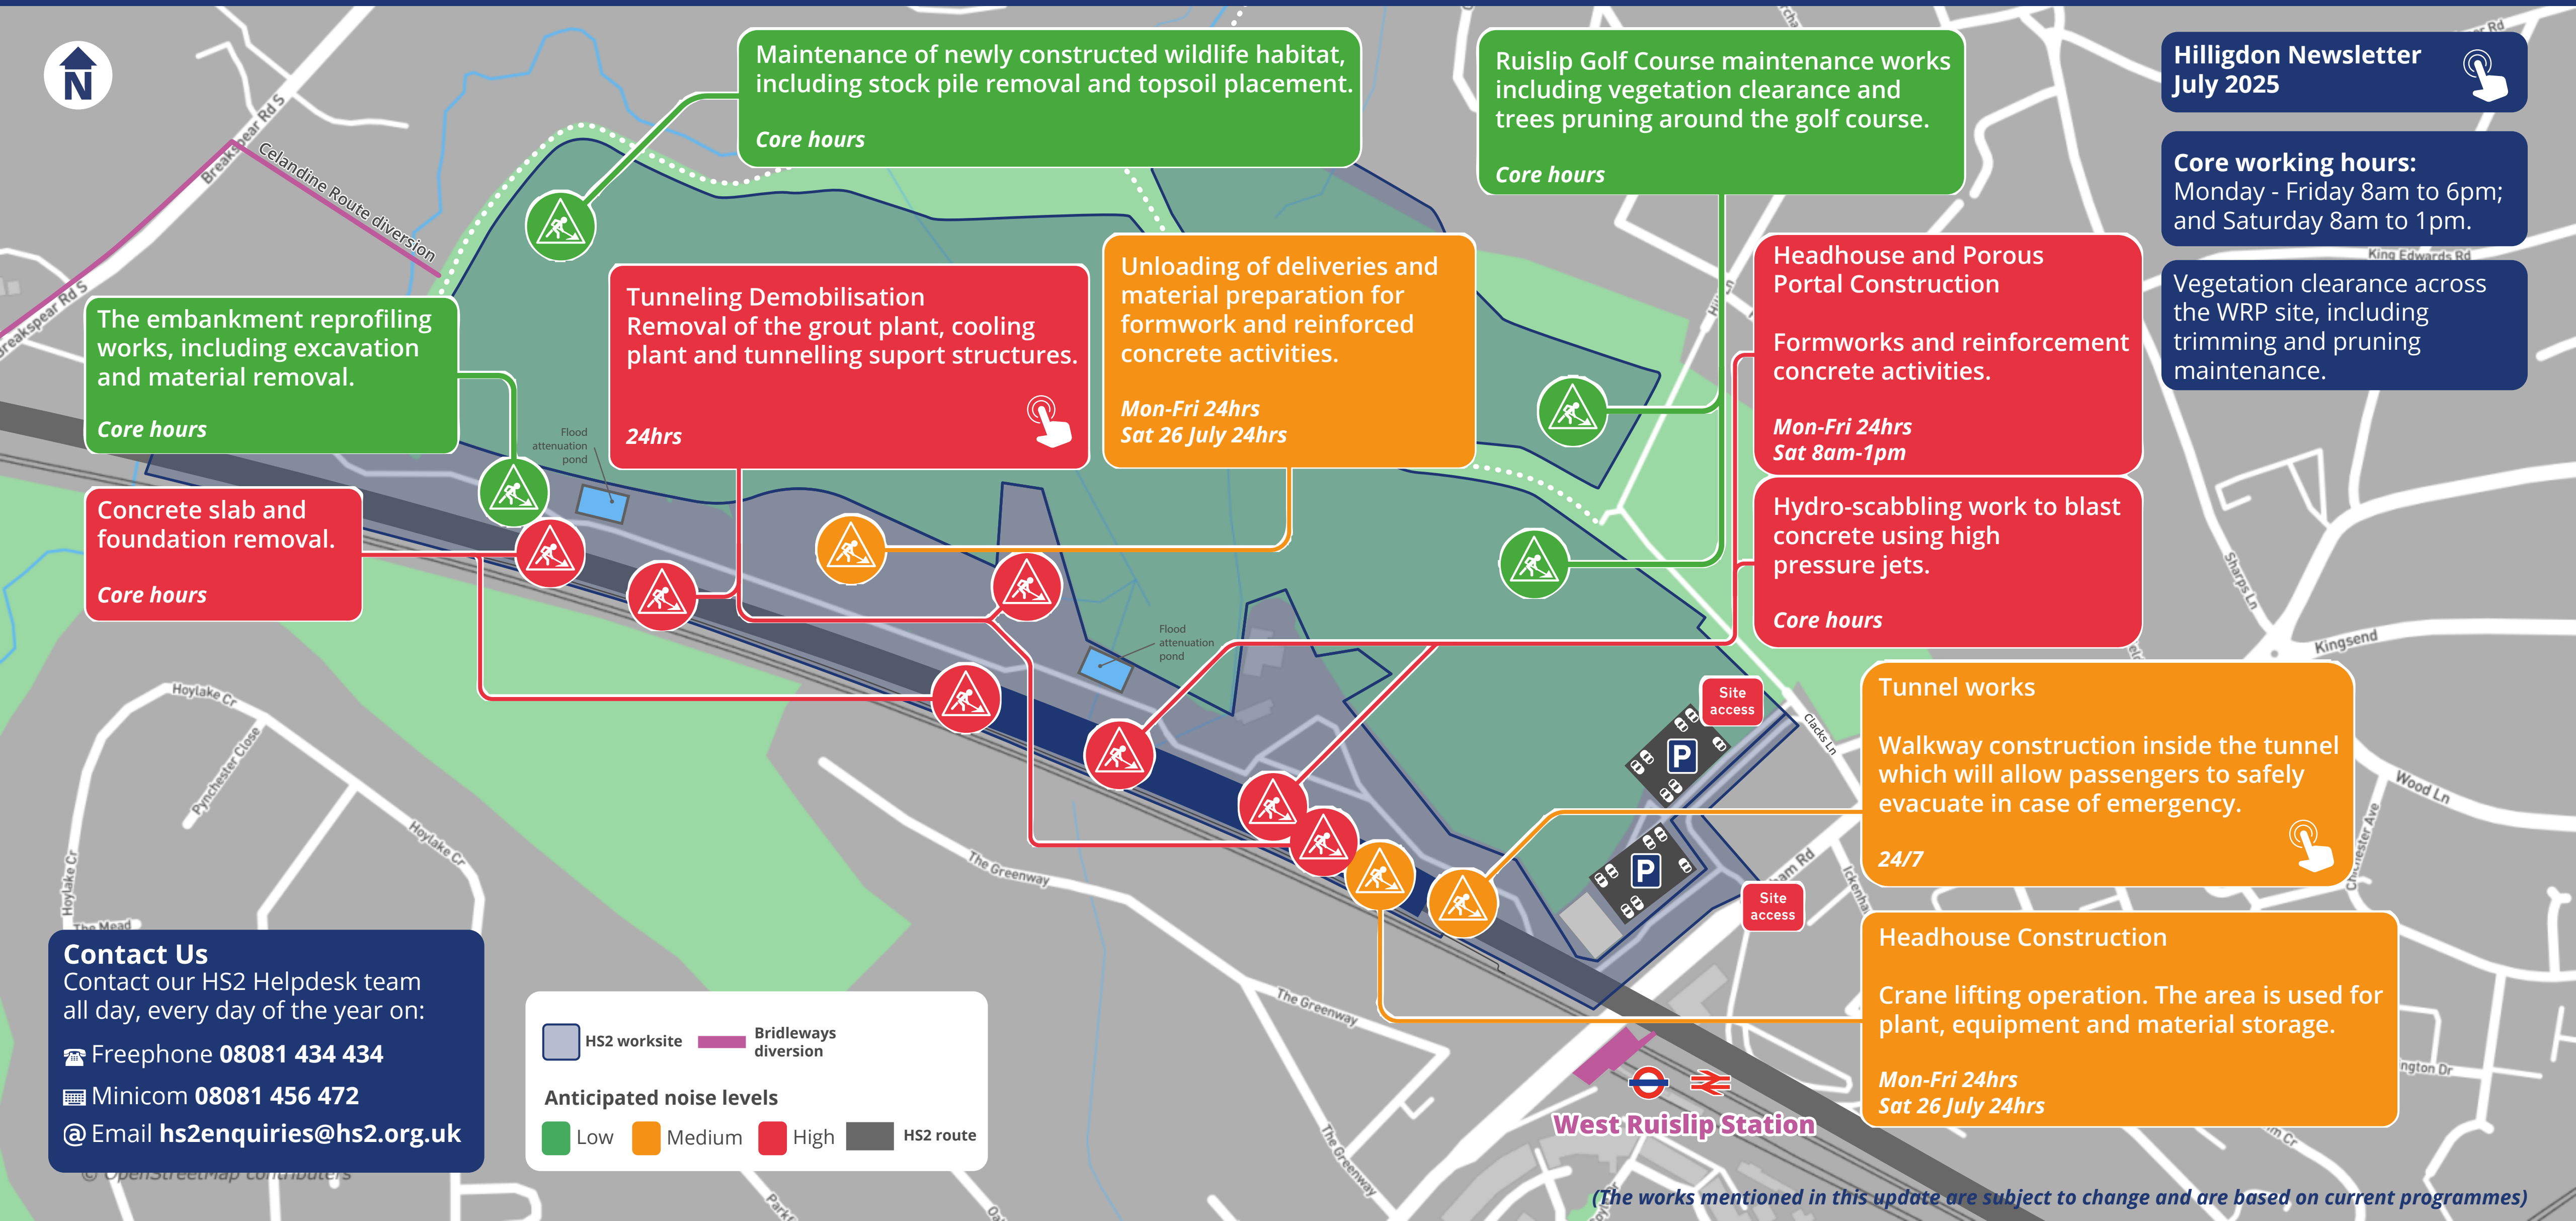 N
Maintenance of newly constructed wildlife habitat,
including stock pile removal and topsoil placement.
Core hours
Ruislip Golf Course maintenance works
including vegetation clearance and
trees pruning around the golf course.
Core hours
Hilligdon Newsletter
July 2025
Core working hours:
Monday - Friday 8am to 6pm;
and Saturday 8am to 1pm.
King Edwards Rd
Vegetation clearance across
the WRP site, including
trimming and pruning
maintenance.
Breakspear Rd S
Celandine Route diversion
Breakspear Rd S
The embankment reprofiling
works, including excavation
and material removal.
Core hours
Tunneling Demobilisation
Removal of the grout plant, cooling
plant and tunnelling suport structures.
24hrs
Unloading of deliveries and
material preparation for
formwork and reinforced
concrete activities.
Mon-Fri 24hrs
Sat 26 July 24hrs
Headhouse and Porous
Portal Construction
Formworks and reinforcement
concrete activities.
Mon-Fri 24hrs
Sat 8am-1pm
Flood
attenuation
pond
Concrete slab and
foundation removal.
Core hours
Hydro-scabbling work to blast
concrete using high
pressure jets.
Core hours
Sharps Ln
Kingsend
Flood
attenuation
pond
Site
access
Clacks Ln
P
Tunnel works
Walkway construction inside the tunnel
which will allow passengers to safely
evacuate in case of emergency.
24/7
Wood Ln
Hoylake Cr
Pynchester Close
Hoylake Cr
Hoylake Cr
The Mead
The Greenway
P
Site
access
Headhouse Construction
Crane lifting operation. The area is used for
plant, equipment and material storage.
Mon-Fri 24hrs
Sat 26 July 24hrs
The Greenway
The Greenway
West Ruislip Station
Contact Us
Contact our HS2 Helpdesk team
all day, every day of the year on:
Freephone 08081 434 434
Minicom 08081 456 472
@ Email hs2enquiries@hs2.org.uk
© OpenStreetMap contributers
HS2 worksite
Bridleways
diversion
Anticipated noise levels
Low
Medium
High
HS2 route
(The works mentioned in this update are subject to change and are based on current programmes)